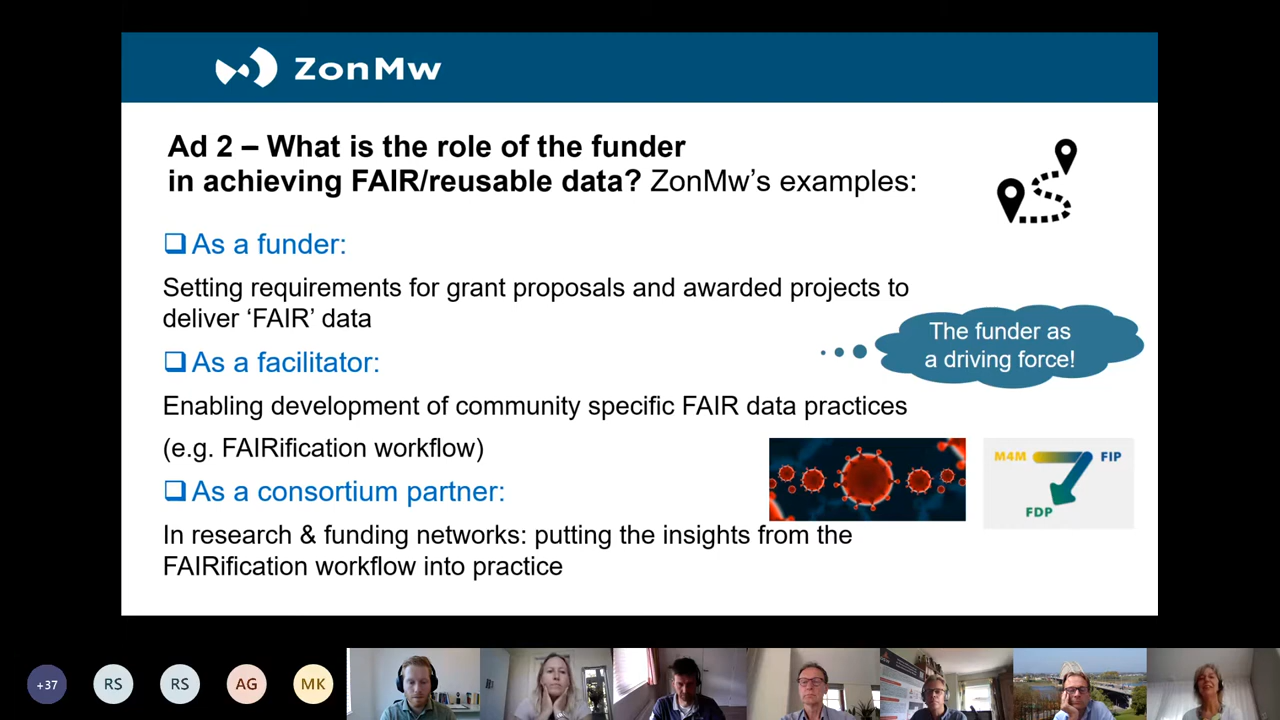 ZonMw
Ad 2 – What is the role of the funder
in achieving FAIR/reusable data? ZonMw’s examples:
As a funder:
Setting requirements for grant proposals and awarded projects to
deliver ‘FAIR’ data
The funder as
a driving force!
As a facilitator:
Enabling development of community specific FAIR data practices
(e.g. FAIRification workflow)
M4M
FIP
FDP
As a consortium partner:
In research & funding networks: putting the insights from the
FAIRification workflow into practice
+37
RS
RS
AG
MK